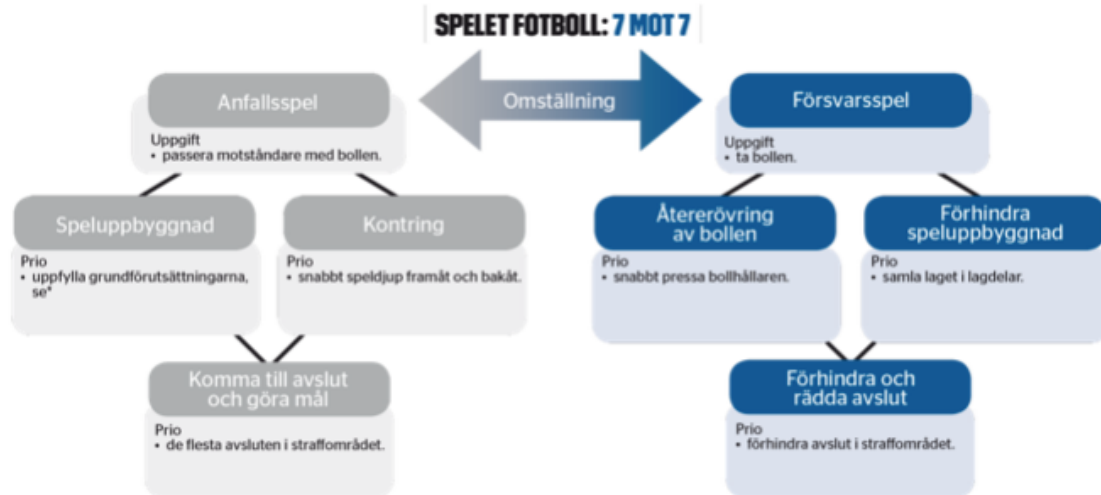 SPELET FOTBOLL: 7 MOT 7
Omställning
Anfallsspel
Uppgift
• passera motståndare med bollen.
Speluppbyggnad
Prio
• uppfylla grundförutsättningarna,
se*
Kontring
Prio
• snabbt speldjup framåt och bakåt.
Komma till avslut
och göra mål
Prio
• de flesta avsluten i straffområdet.
Försvarsspel
Uppgift
• ta bollen.
Återerövring
av bollen
Prio
• snabbt pressa bollhållaren.
Förhindra
speluppbyggnad
Prio
• samla laget i lagdelar.
Förhindra och
rädda avslut
Prio
• förhindra avslut i straffområdet.